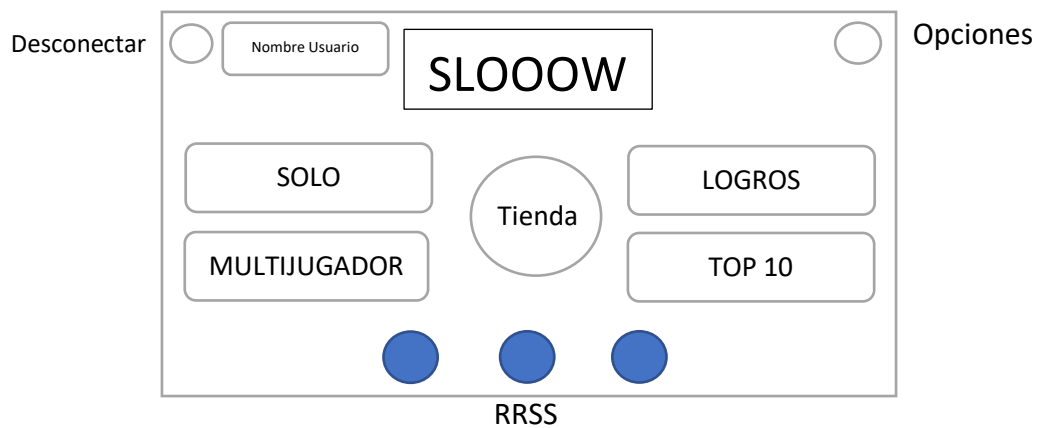 Desconectar
Nombre Usuario
SLOOOW
Opciones
SOLO
Tienda
LOGROS
MULTIJUGADOR
TOP 10
RRSS